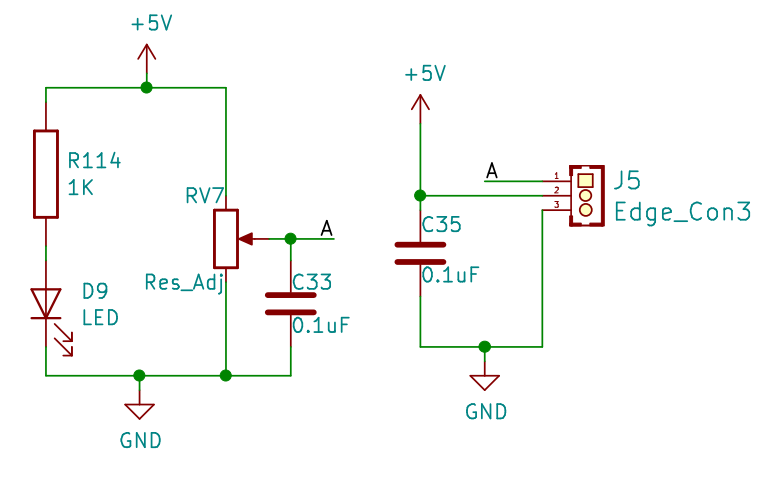 +5V
R114
1K
RV7
A
Res_Adj
C33
0.1uF
D9
LED
GND
+5V
A
1
2
3
J5
Edge_Con3
C35
0.1uF
GND